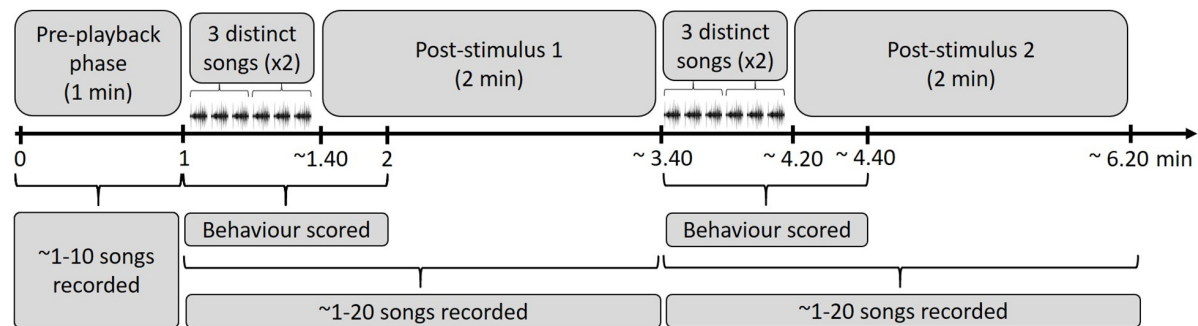 Pre-playback
phase
(1 min)
3 distinct
songs (x2)
Post-stimulus 1
(2 min)
3 distinct
songs (x2)
Post-stimulus 2
(2 min)
0
1
~1.40
2
~ 3.40
~ 4.20
~ 4.40
~ 6.20 min
~1-10 songs
recorded
Behaviour scored
Behaviour scored
~1-20 songs recorded
~1-20 songs recorded